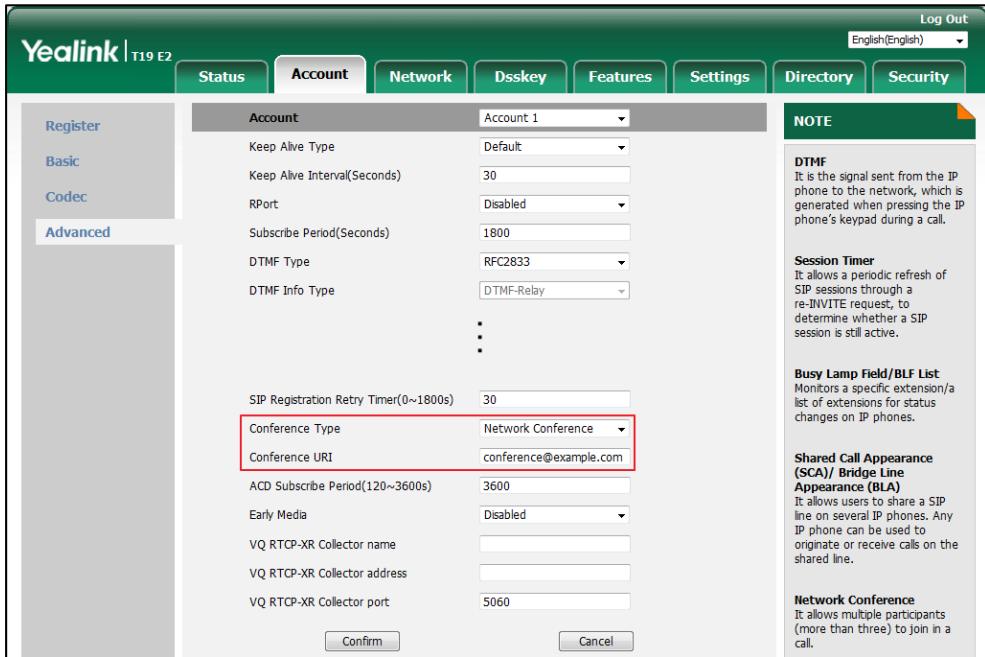 Log Out
Yealink T19 E2
English(English)
Status Account Network Dsskey Features Settings Directory Security
Register
Basic
Codec
Advanced
Account Account 1
Keep Alive Type Default
Keep Alive Interval(Seconds) 30
RPort Disabled
Subscribe Period(Seconds) 1800
DTMF Type RFC2833
DTMF Info Type DTMF-Relay
SIP Registration Retry Timer(0~1800s) 30
Conference Type Network Conference
Conference URI conference@example.com
ACD Subscribe Period(120~3600s) 3600
Early Media Disabled
VQ RTCP-XR Collector name
VQ RTCP-XR Collector address
VQ RTCP-XR Collector port 5060
Confirm Cancel
NOTE
DTMF
It is the signal sent from the IP
phone to the network, which is
generated when pressing the IP
phone's keypad during a call.
Session Timer
It allows a periodic refresh of
SIP sessions through a
re-INVITE request, to
determine whether a SIP
session is still active.
Busy Lamp Field/BLF List
Monitors a specific extension/a
list of extensions for status
changes on IP phones.
Shared Call Appearance
(SCA)/ Bridge Line
Appearance (BLA)
It allows users to share a SIP
line on several IP phones. Any
IP phone can be used to
originate or receive calls on the
shared line.
Network Conference
It allows multiple participants
(more than three) to join in a
call.